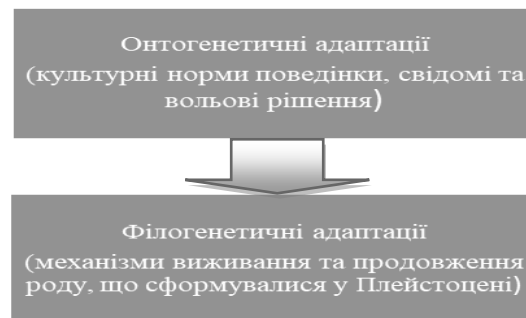 Онтогенетичні адаптації
(культурні норми поведінки, свідомі та
вольові рішення)
Філогенетичні адаптації
(механізми виживання та продовження
роду, що сформувалися у Плейстоцені)